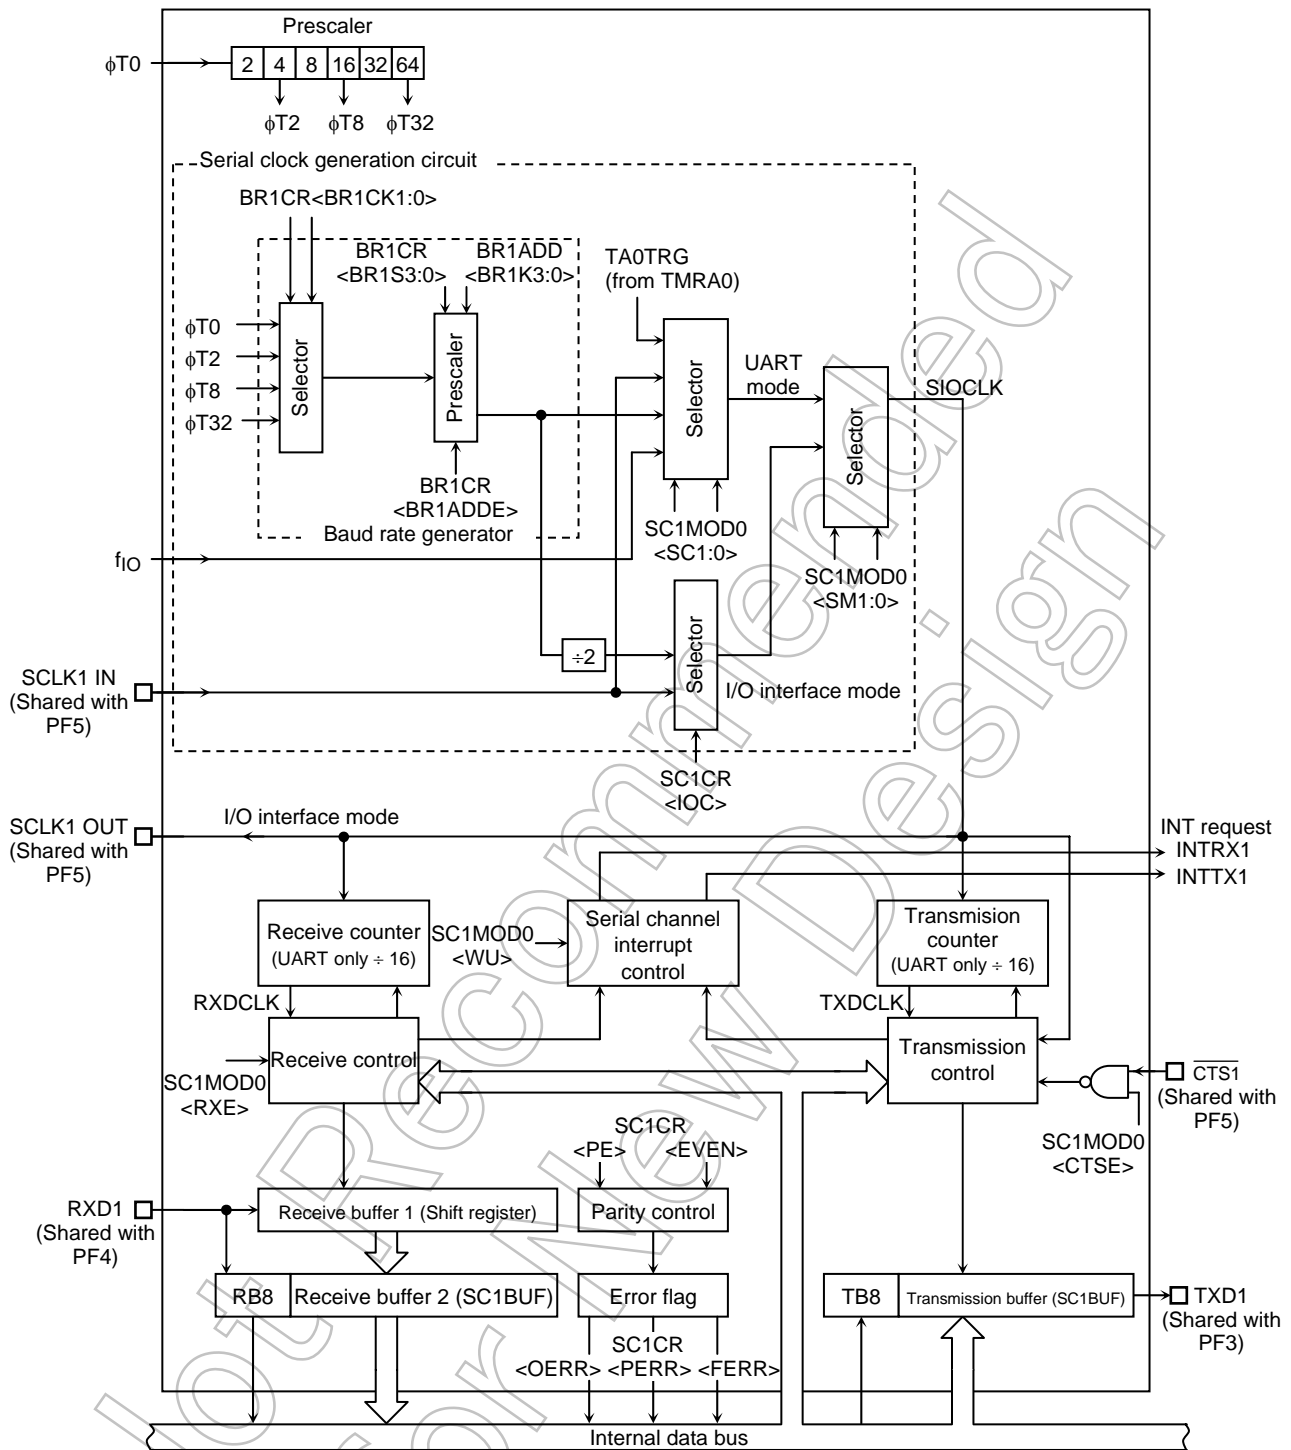 Prescaler
ϕT0
2 4 8 16 32 64
ϕT2 ϕT8 ϕT32
Serial clock generation circuit
BR1CR<BR1CK1:0>
BR1CR
<BR1S3:0>
BR1ADD
<BR1K3:0>
TA0TRG
(from TMRA0)
ϕT0
ϕT2
ϕT8
ϕT32
Selector
Prescaler
Selector
UART
mode
Selector
SIOCLK
BR1CR
<BR1ADDE>
Baud rate generator
SC1MOD0
<SC1:0>
fIO
SC1MOD0
<SM1:0>
÷2
Selector
I/O interface mode
SCLK1 IN
(Shared with
PF5)
SC1CR
<IOC>
SCLK1 OUT
(Shared with
PF5)
I/O interface mode
INT request
INTRX1
INTTX1
Receive counter
(UART only ÷ 16)
SC1MOD0
<WU>
Serial channel
interrupt
control
Transmision
counter
(UART only ÷ 16)
RXDCLK
TXDCLK
Receive control
SC1MOD0
<RXE>
Transmission
control
CTS1
(Shared with
PF5)
SC1MOD0
<CTSE>
SC1CR
<PE> <EVEN>
RXD1
(Shared with
PF4)
Receive buffer 1 (Shift register)
Parity control
RB8
Receive buffer 2 (SC1BUF)
Error flag
TB8
Transmission buffer (SC1BUF)
TXD1
(Shared with
PF3)
SC1CR
<OERR> <PERR> <FERR>
Internal data bus
Not Recommended
for New Design